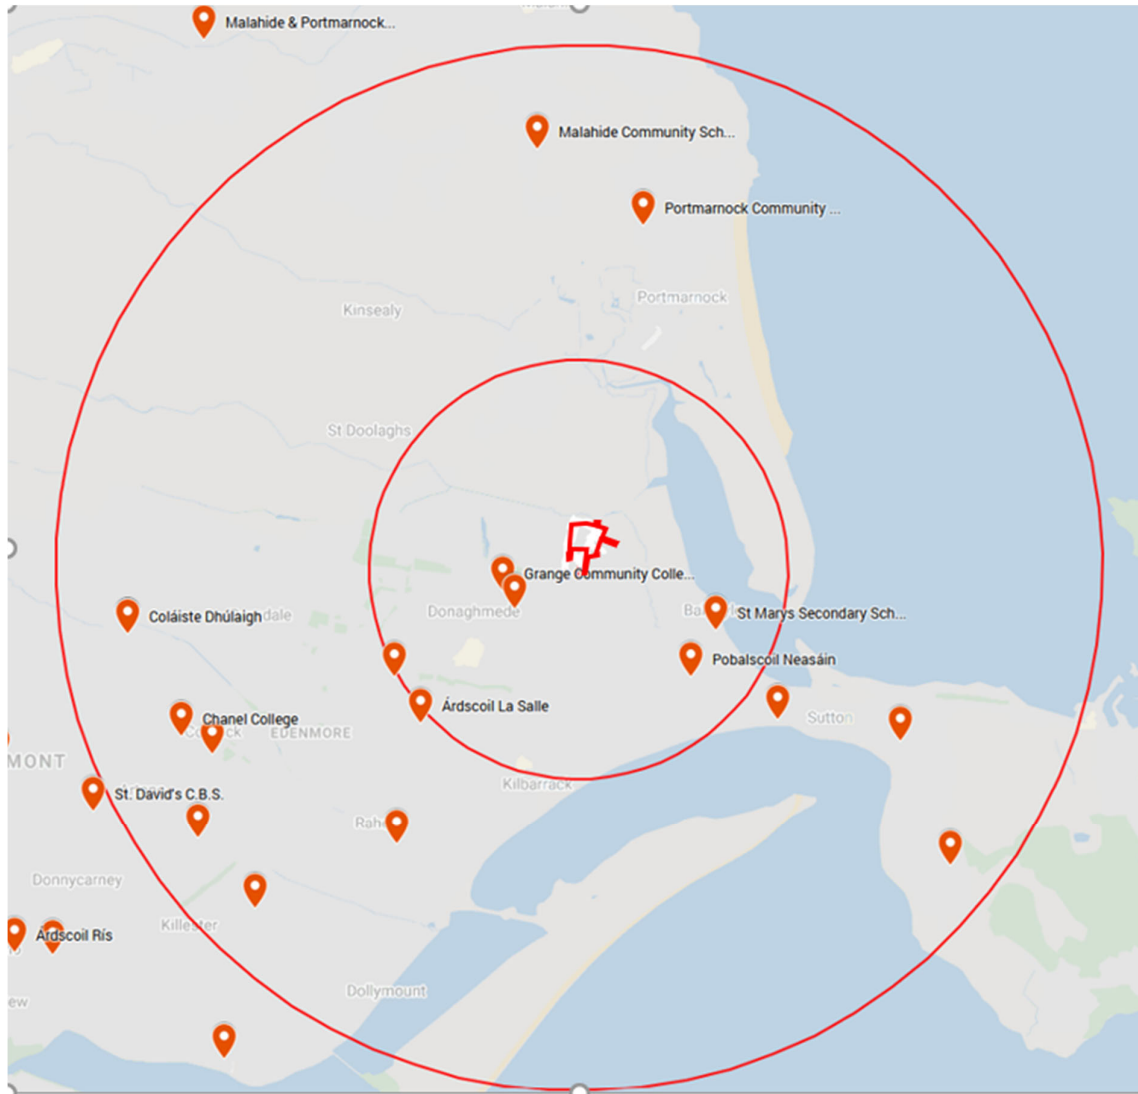 Malahide & Portmarnock...
Malahide Community Sch...
Portmarnock Community ...
Portmarnock
Kinsealy
St Doolaghs
Grange Community Colle...
Donaghmede
St Marys Secondary Sch...
Coláiste Dhúlaigh
dale
Pobalscoil Neasáin
Árdscoil La Salle
Sutton
Chanel College
EDENMORE
MONT
Kilbarrack
St. David's C.B.S.
Donnycarney
Killester
Árdscoil Rís
Dollymount
ew